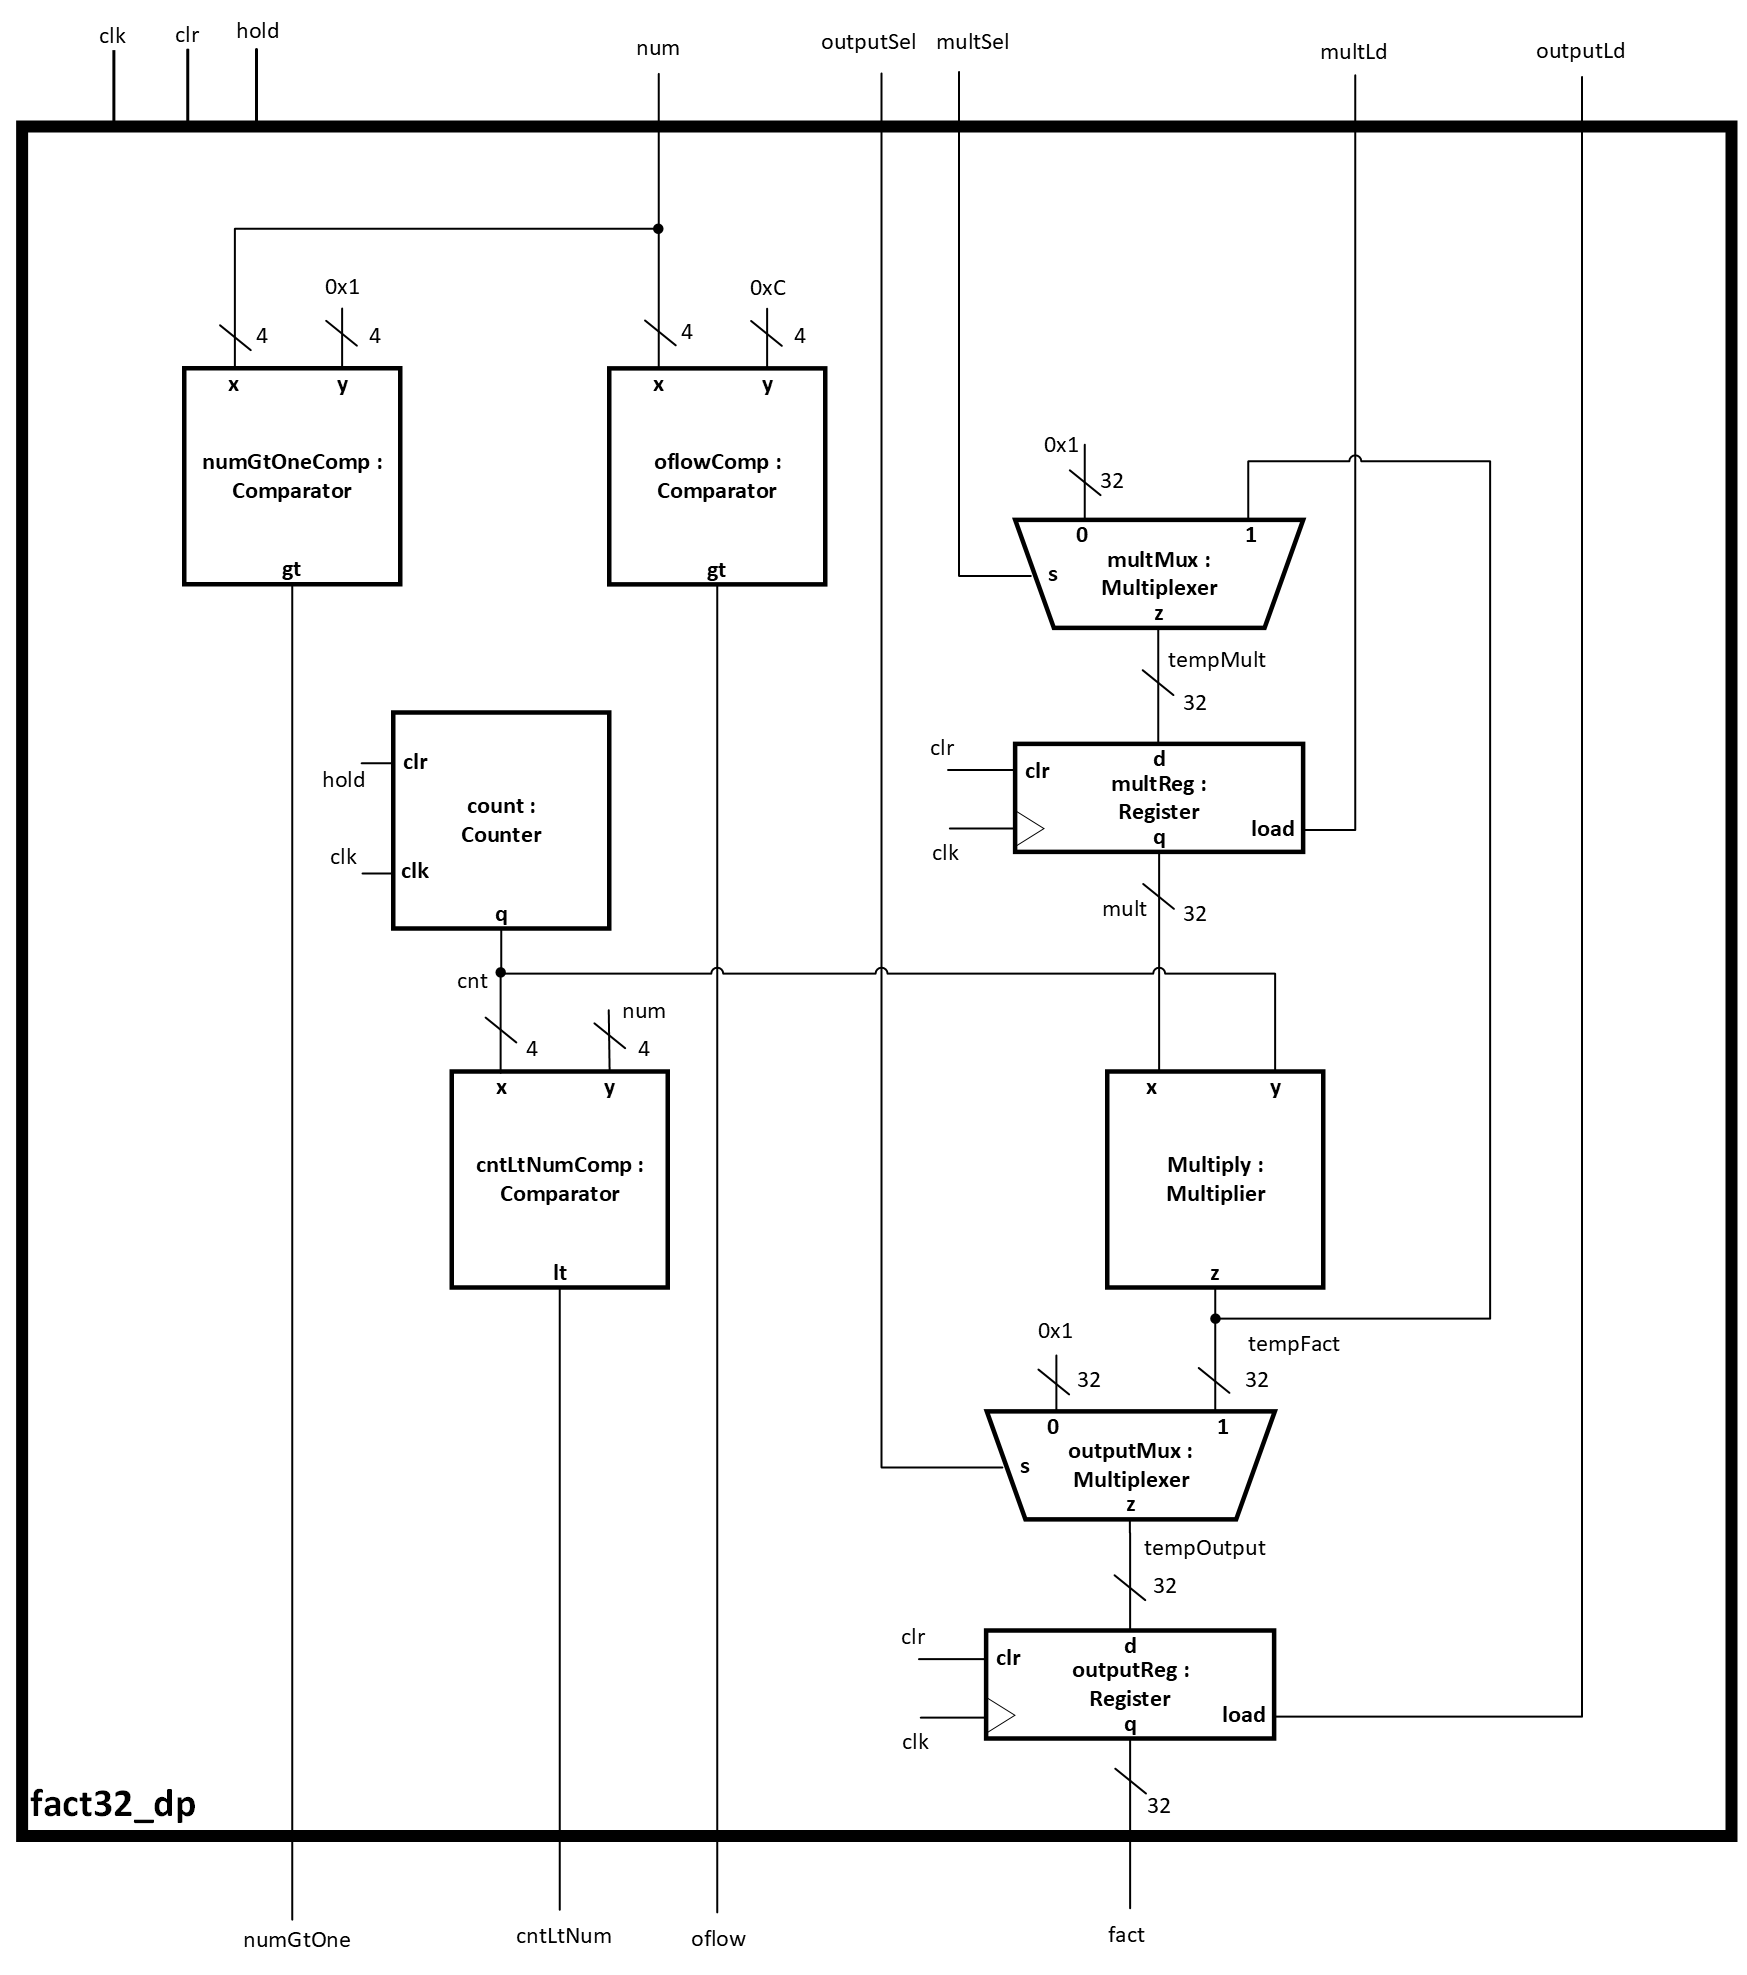 clk
clr
hold
num
outputSel
multSel
multLd
outputLd
0x1
4
4
x
y
numGtOneComp :
Comparator
gt
0xC
4
4
x
y
oflowComp :
Comparator
gt
0x1
32
0
1
s
multMux :
Multiplexer
z
tempMult
32
clr
clk
clr
d
multReg :
Register
q
load
mult
32
hold
clk
clr
clk
count :
Counter
q
cnt
4
num
4
x
y
cntLtNumComp :
Comparator
lt
x
y
Multiply :
Multiplier
z
tempFact
0x1
32
32
0
1
s
outputMux :
Multiplexer
z
tempOutput
32
clr
clk
clr
d
outputReg :
Register
q
load
32
fact32_dp
numGtOne
cntLtNum
oflow
fact